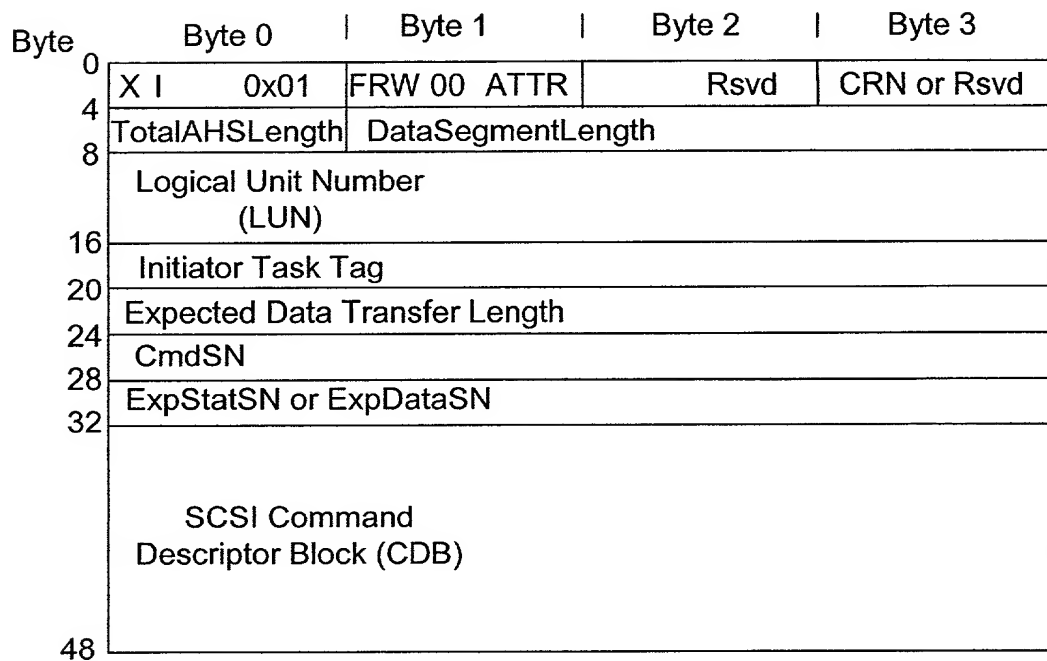 Byte Byte 0 | Byte 1 | Byte 2 | Byte 3
0
X I 0x01 FRW 00 ATTR Rsvd CRN or Rsvd
4
TotalAHSLength DataSegmentLength
8
Logical Unit Number
(LUN)
16
Initiator Task Tag
20
Expected Data Transfer Length
24
CmdSN
28
ExpStatSN or ExpDataSN
32
SCSI Command
Descriptor Block (CDB)
48